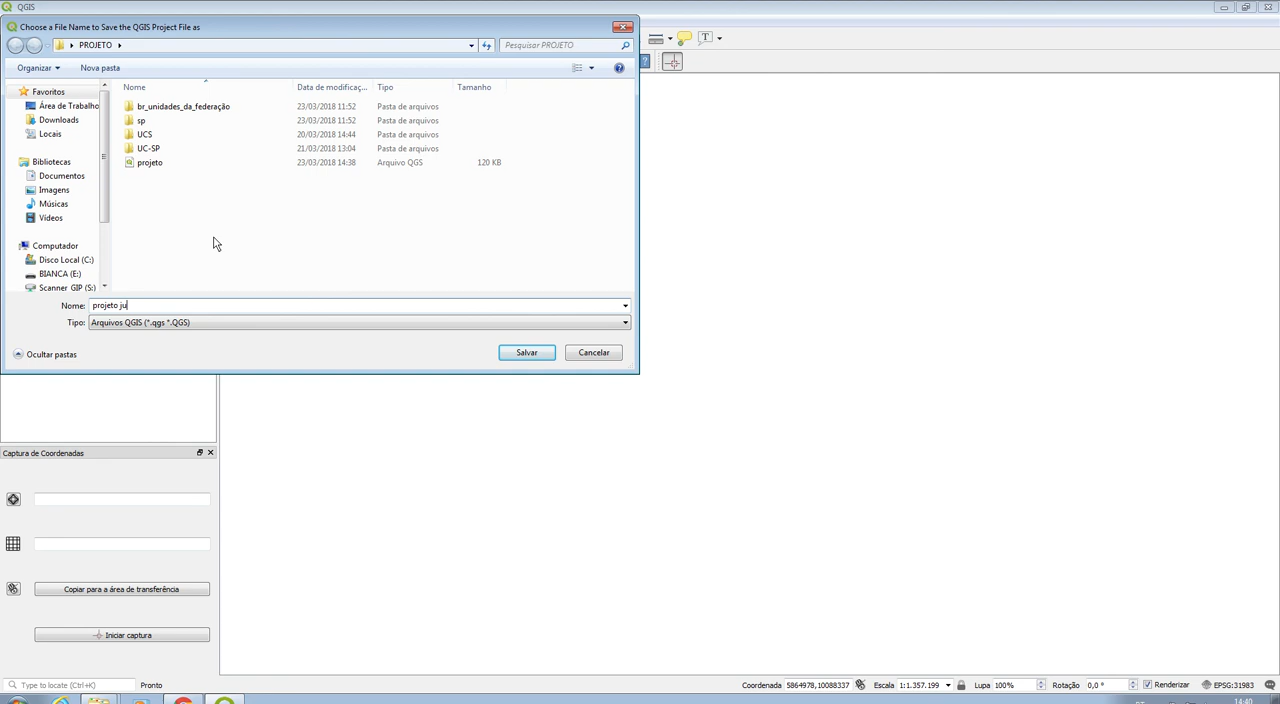 QGIS
Choose a File Name to Save the QGIS Project File as
PROJETO
Pesquisar PROJETO
Organizar
Nova pasta
Favoritos
Área de Trabalho
Downloads
Locais
Bibliotecas
Documentos
Imagens
Músicas
Vídeos
Computador
Disco Local (C:)
BIANCA (E:)
Scanner GIP (S:)
Nome Data de modificaç... Tipo Tamanho
br_unidades_da_federação 23/03/2018 11:52 Pasta de arquivos
sp 23/03/2018 11:52 Pasta de arquivos
UCS 20/03/2018 14:44 Pasta de arquivos
UC-SP 21/03/2018 13:04 Pasta de arquivos
projeto 23/03/2018 14:38 Arquivo QGS 120 KB
Nome: projeto ju
Tipo: Arquivos QGIS (*.qgs *.QGS)
Ocultar pastas
Salvar
Cancelar
Captura de Coordenadas
Copiar para a área de transferência
Iniciar captura
Type to locate (Ctrl+K) Pronto Coordenada 5864978,10088337 Escala 1:1.357.199 Lupa 100% Rotação 0,0 ° Renderizar EPSG:31983
14:40